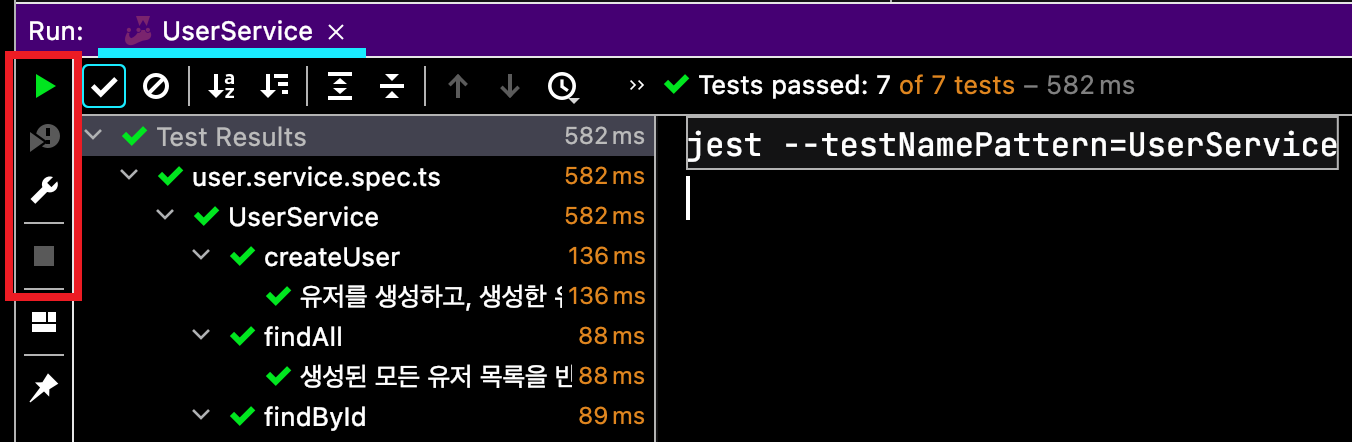 Run: UserService
Tests passed: 7 of 7 tests – 582 ms
Test Results 582 ms
user.service.spec.ts 582 ms
UserService 582 ms
createUser 136 ms
유저를 생성하고, 생성한 136 ms
findAll 88 ms
생성된 모든 유저 목록을 반 88 ms
findById 89 ms
jest --testNamePattern=UserService